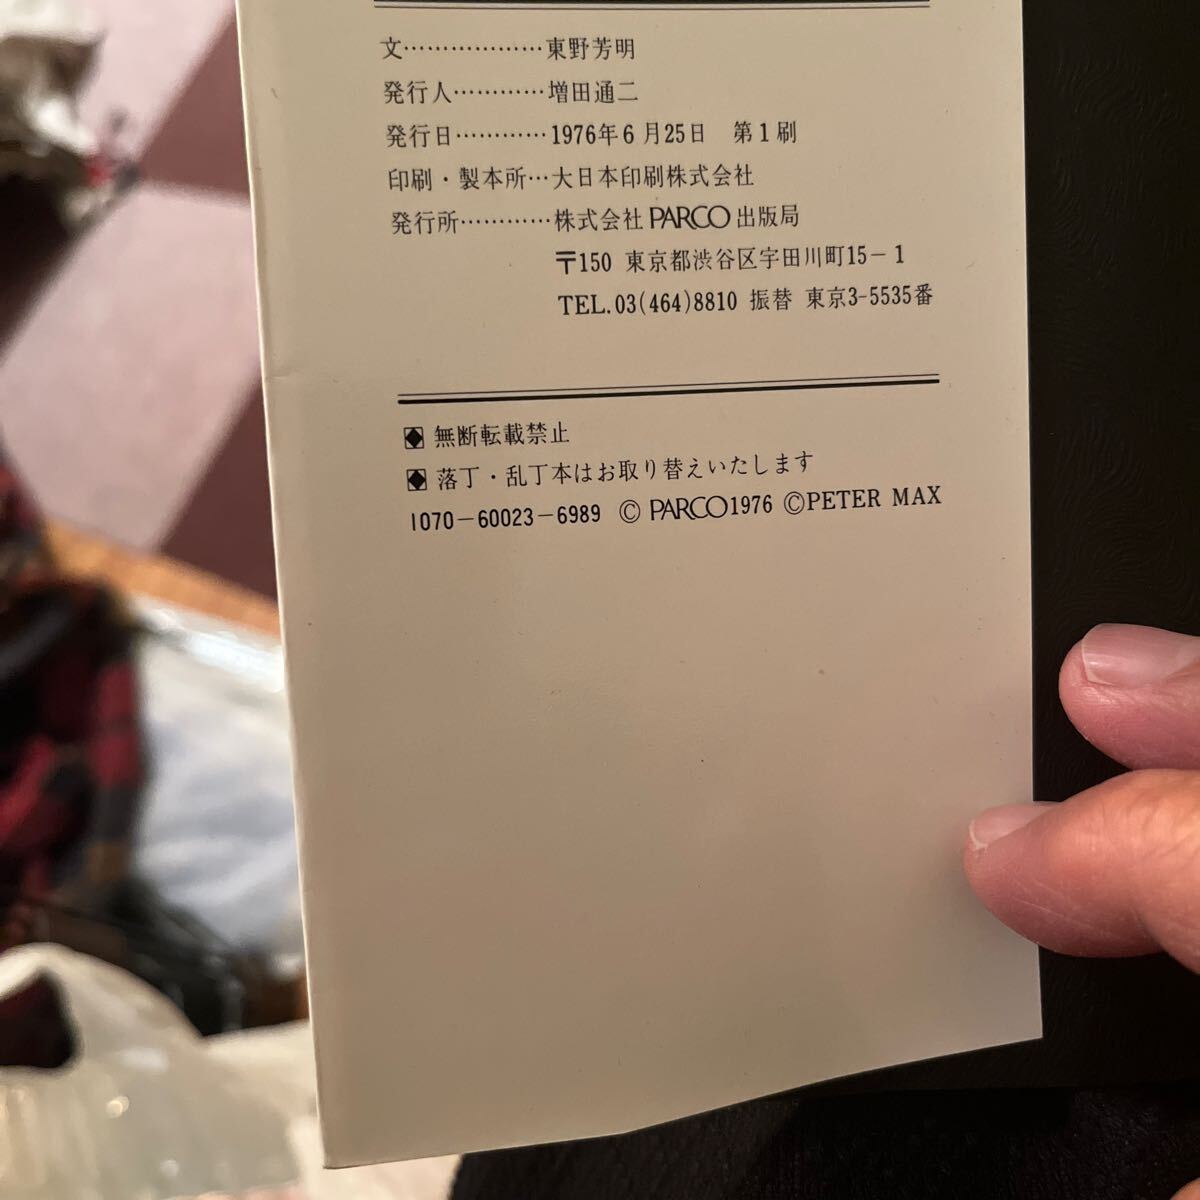 文………………東野芳明
発行人…………増田通二
発行日…………1976年6月25日 第1刷
印刷・製本所…大日本印刷株式会社
発行所…………株式会社PARCO出版局
〒150 東京都渋谷区宇田川町15−1
TEL.03(464)8810 振替 東京3-5535番
無断転載禁止
落丁・乱丁本はお取り替えいたします
1070−60023−6989 ©PARCO1976 ©PETER MAX